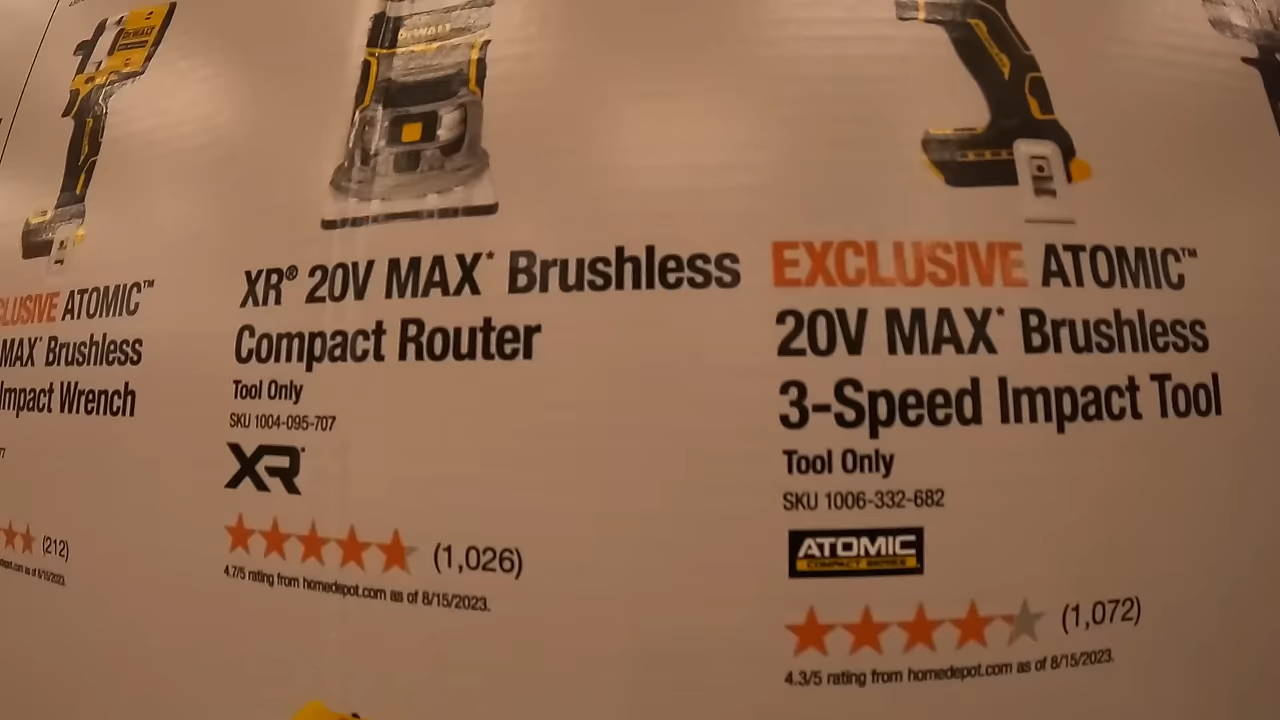 DEWALT
DEWALT
CLUSIVE ATOMIC™
MAX* Brushless
Impact Wrench
(212)
XR® 20V MAX* Brushless
Compact Router
Tool Only
SKU 1004-095-707
XR
(1,026)
4.7/5 rating from homedepot.com as of 8/15/2023.
EXCLUSIVE ATOMIC™
20V MAX* Brushless
3-Speed Impact Tool
Tool Only
SKU 1006-332-682
ATOMIC
COMPACT SERIES
(1,072)
4.3/5 rating from homedepot.com as of 8/15/2023.